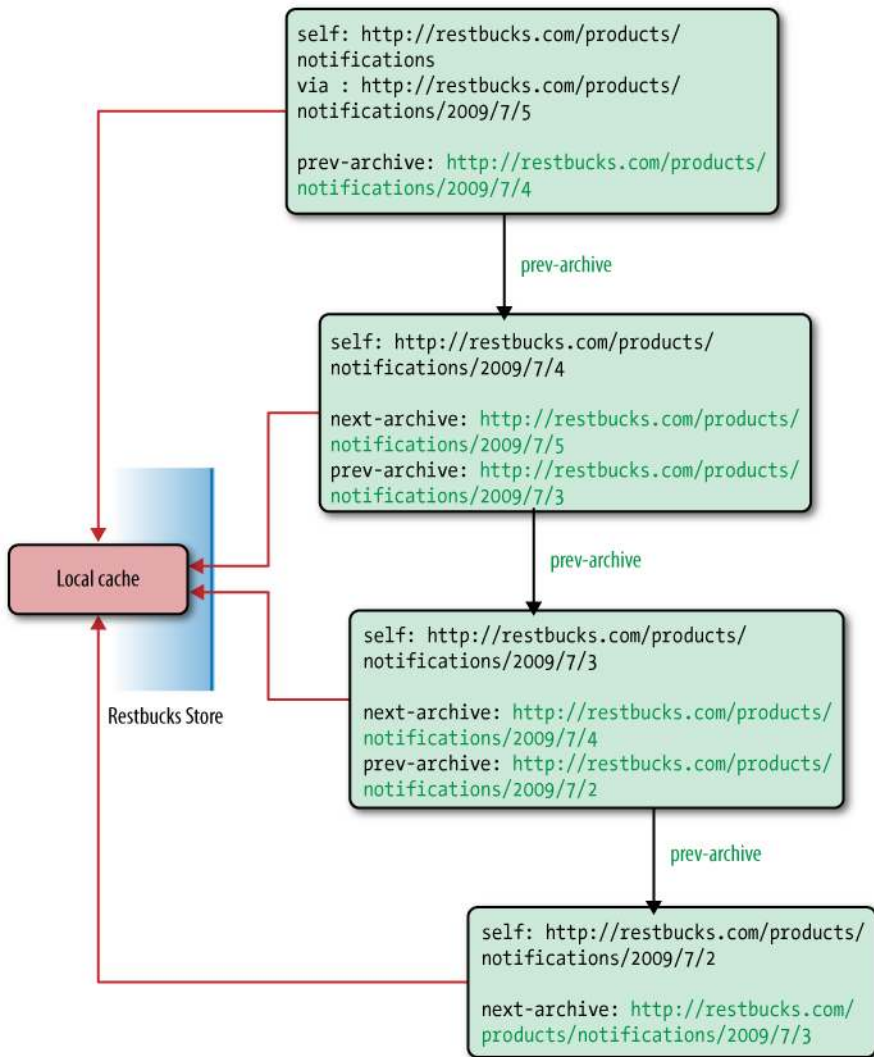 self: http://restbucks.com/products/
notifications
via : http://restbucks.com/products/
notifications/2009/7/5
prev-archive: http://restbucks.com/products/
notifications/2009/7/4
prev-archive
self: http://restbucks.com/products/
notifications/2009/7/4
next-archive: http://restbucks.com/products/
notifications/2009/7/5
prev-archive: http://restbucks.com/products/
notifications/2009/7/3
prev-archive
Local cache
Restbucks Store
self: http://restbucks.com/products/
notifications/2009/7/3
next-archive: http://restbucks.com/products/
notifications/2009/7/4
prev-archive: http://restbucks.com/products/
notifications/2009/7/2
prev-archive
self: http://restbucks.com/products/
notifications/2009/7/2
next-archive: http://restbucks.com/
products/notifications/2009/7/3